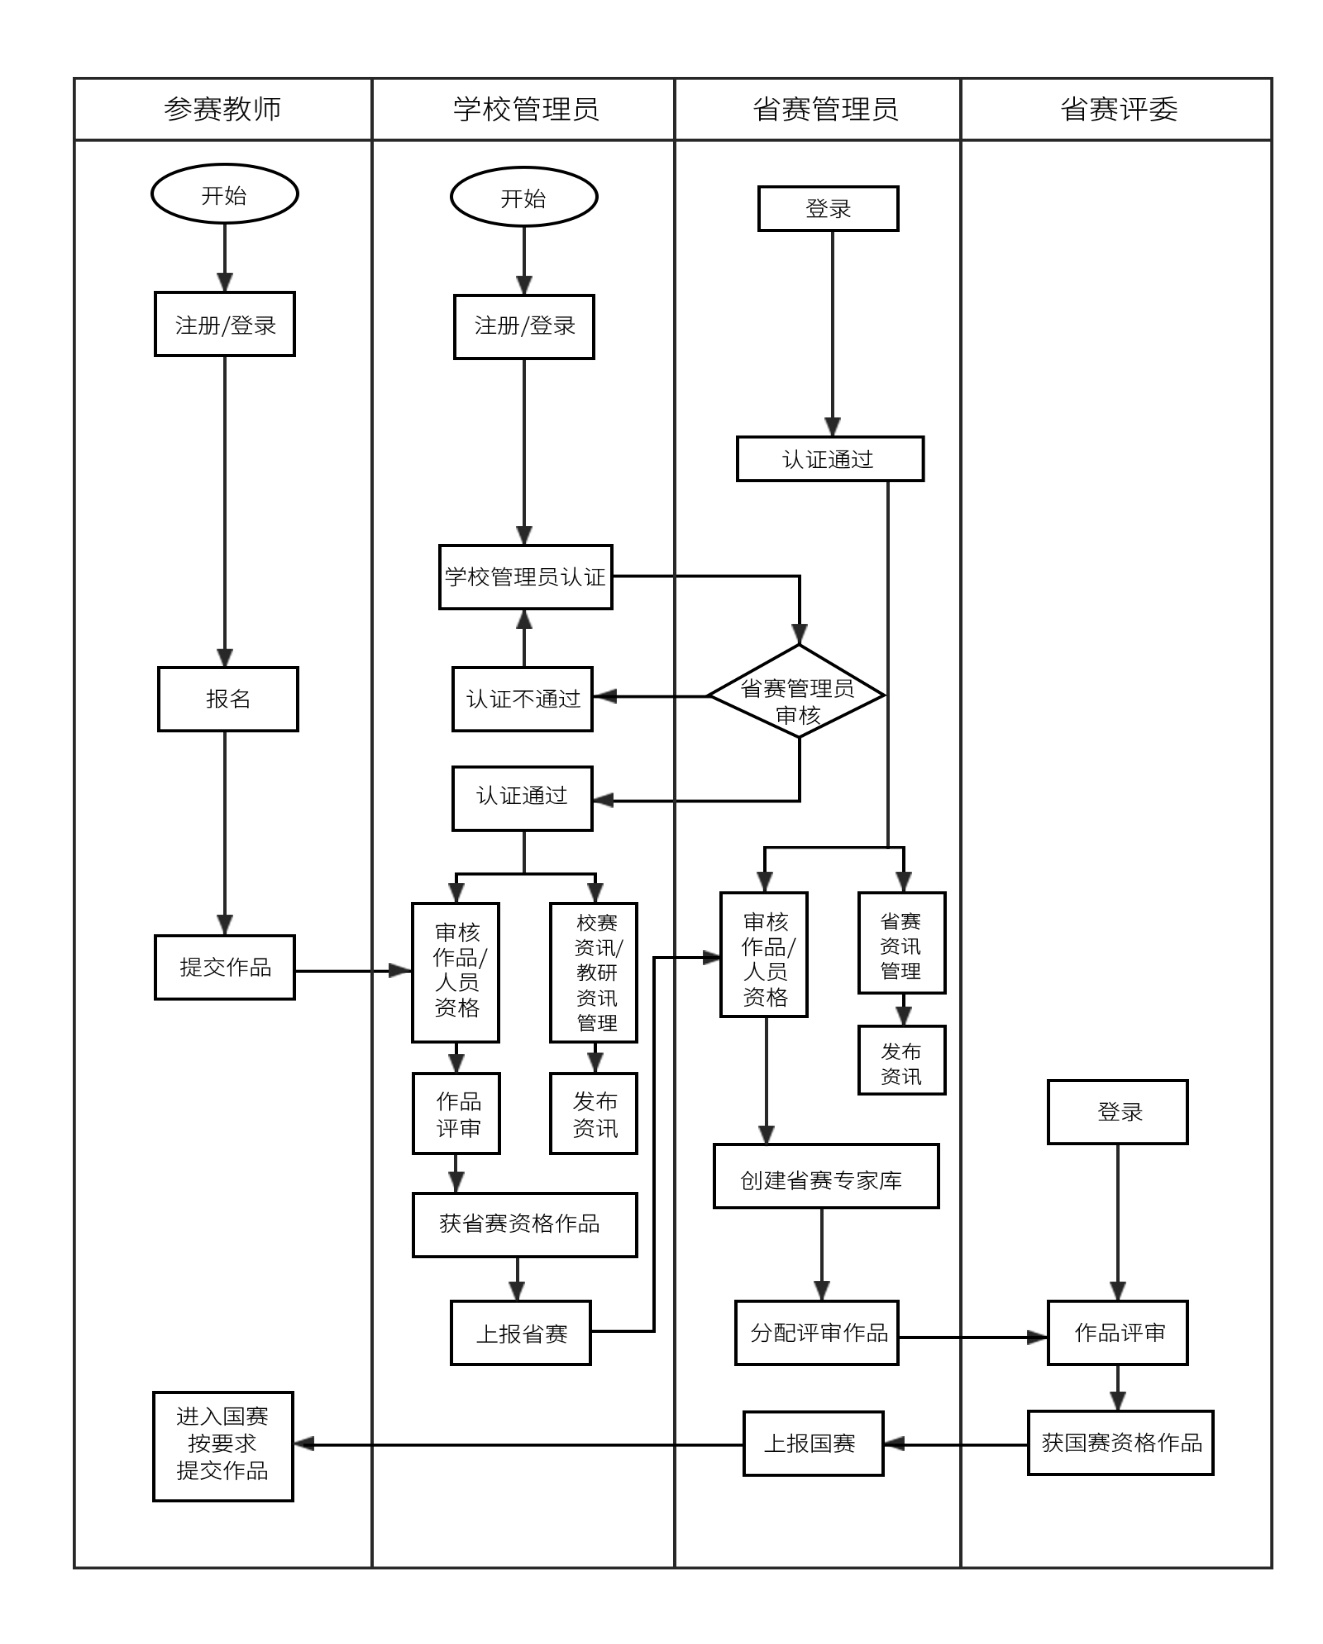 参赛教师
学校管理员
省赛管理员
省赛评委
开始
注册/登录
报名
提交作品
进入国赛
按要求
提交作品
开始
注册/登录
学校管理员认证
认证不通过
认证通过
审核
作品/
人员
资格
校赛
资讯/
教研
资讯
管理
作品
评审
发布
资讯
获省赛资格作品
上报省赛
登录
认证通过
省赛管理员
审核
审核
作品/
人员
资格
省赛
资讯
管理
发布
资讯
创建省赛专家库
分配评审作品
上报国赛
登录
作品评审
获国赛资格作品